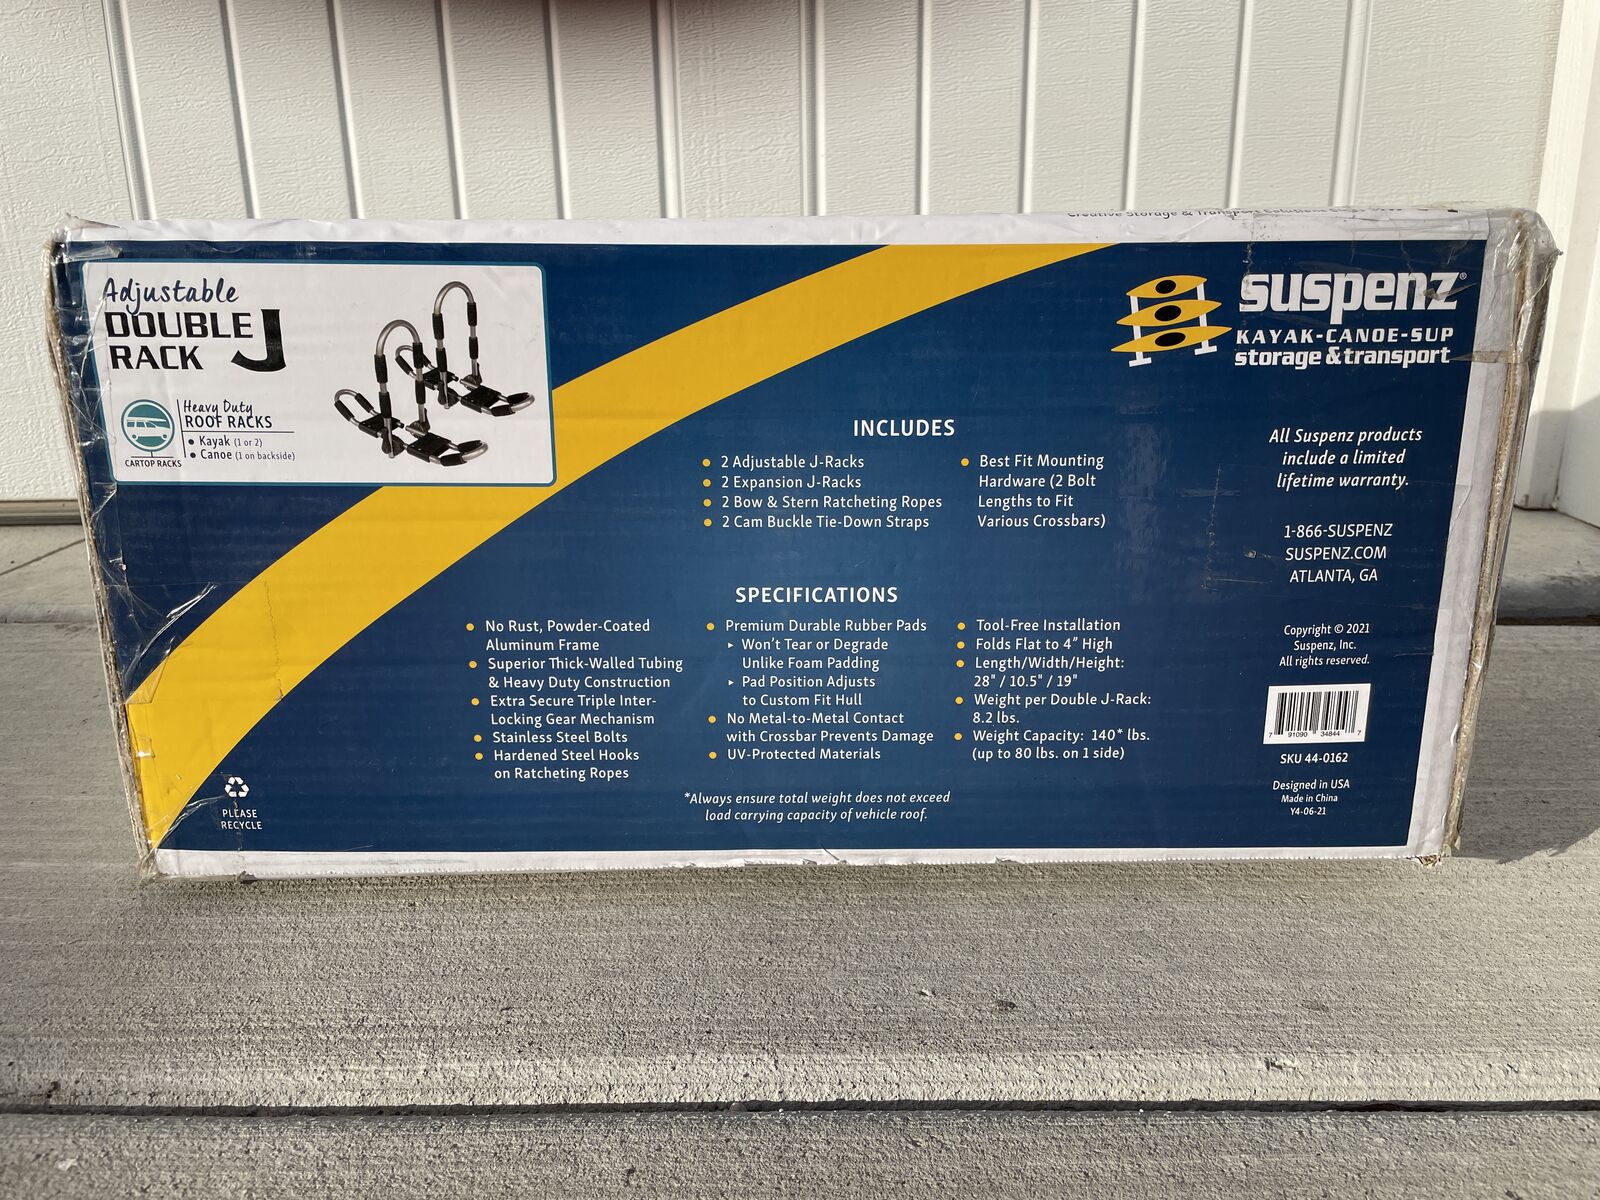 Creative Storage & Transport Solutions
Adjustable
DOUBLE J
RACK
Heavy Duty
ROOF RACKS
• Kayak (1 or 2)
• Canoe (1 on backside)
CARTOP RACKS
suspenz®
KAYAK-CANOE-SUP
storage & transport
INCLUDES
• 2 Adjustable J-Racks
• 2 Expansion J-Racks
• 2 Bow & Stern Ratcheting Ropes
• 2 Cam Buckle Tie-Down Straps
• Best Fit Mounting
Hardware (2 Bolt
Lengths to Fit
Various Crossbars)
All Suspenz products
include a limited
lifetime warranty.
1-866-SUSPENZ
SUSPENZ.COM
ATLANTA, GA
SPECIFICATIONS
• No Rust, Powder-Coated
Aluminum Frame
• Superior Thick-Walled Tubing
& Heavy Duty Construction
• Extra Secure Triple Inter-
Locking Gear Mechanism
• Stainless Steel Bolts
• Hardened Steel Hooks
on Ratcheting Ropes
• Premium Durable Rubber Pads
▸ Won't Tear or Degrade
Unlike Foam Padding
▸ Pad Position Adjusts
to Custom Fit Hull
• No Metal-to-Metal Contact
with Crossbar Prevents Damage
• UV-Protected Materials
• Tool-Free Installation
• Folds Flat to 4" High
• Length/Width/Height:
28" / 10.5" / 19"
• Weight per Double J-Rack:
8.2 lbs.
• Weight Capacity: 140* lbs.
(up to 80 lbs. on 1 side)
*Always ensure total weight does not exceed
load carrying capacity of vehicle roof.
Copyright © 2021
Suspenz, Inc.
All rights reserved.
7 91090 34844 7
SKU 44-0162
Designed in USA
Made in China
Y4-06-21
PLEASE
RECYCLE